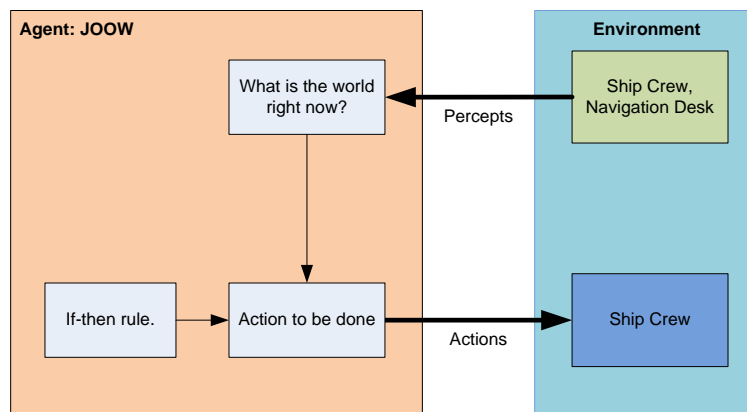 Agent: JOOW
Environment
What is the world
right now?
Ship Crew,
Navigation Desk
Percepts
If-then rule.
Action to be done
Ship Crew
Actions